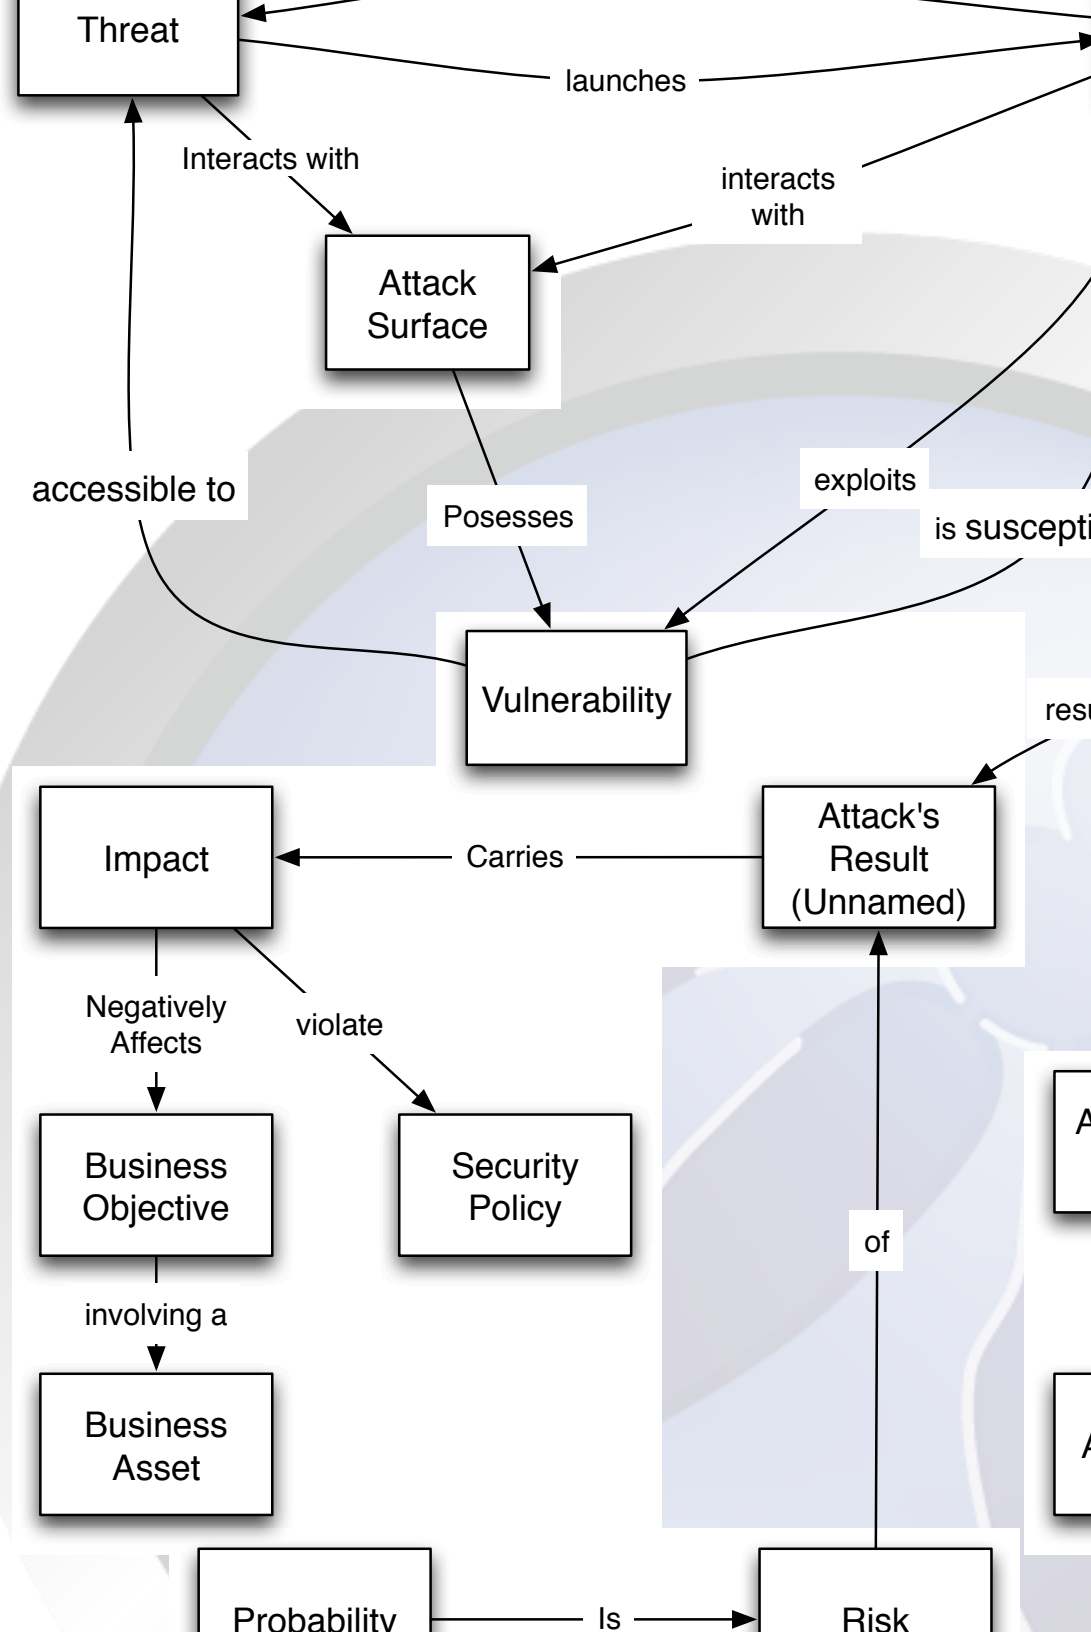 Threat
launches
Interacts with
interacts
with
Attack
Surface
accessible to
Posesses
exploits
is suscepti
Vulnerability
resu
Impact
Carries
Attack's
Result
(Unnamed)
Negatively
Affects
violate
Business
Objective
Security
Policy
A
of
involving a
Business
Asset
A
Probability
Is
Risk